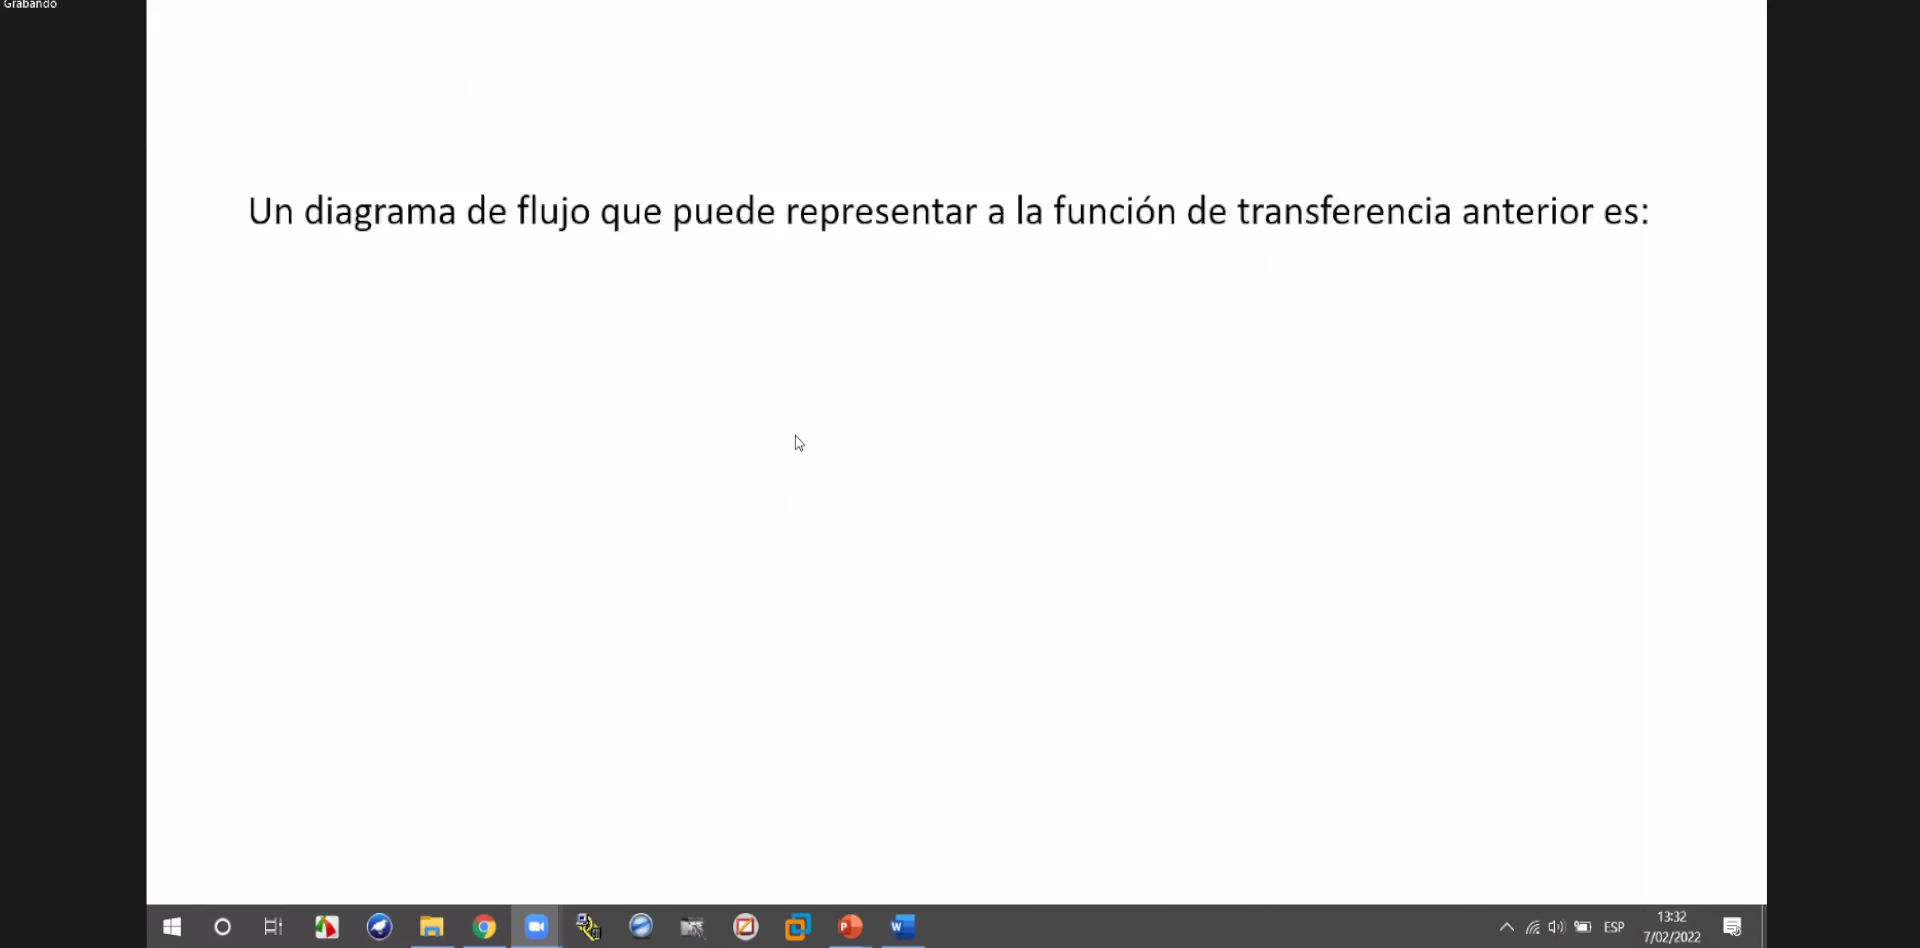 Grabando
Un diagrama de flujo que puede representar a la función de transferencia anterior es:
ESP
13:32
7/02/2022